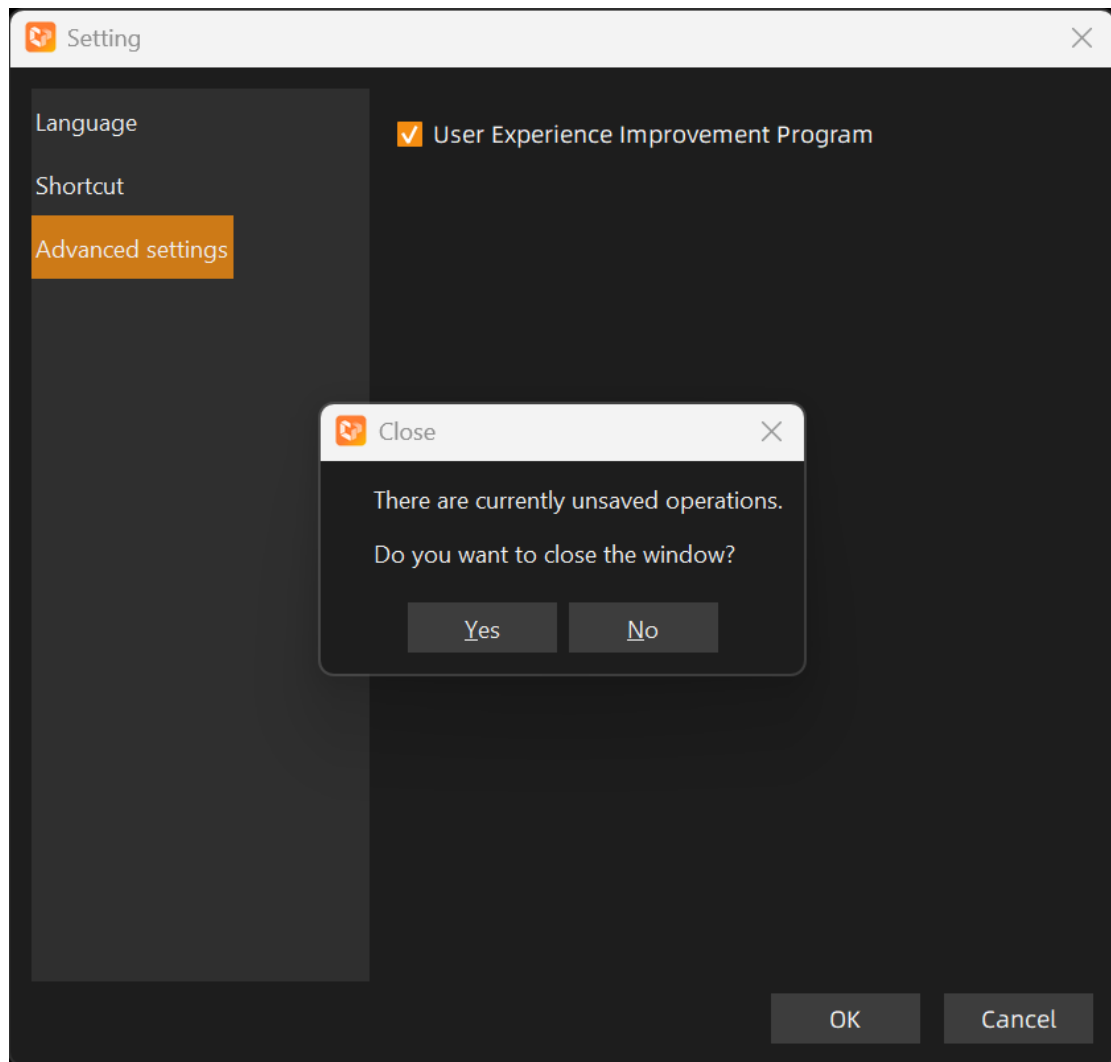 Setting
Language
Shortcut
Advanced settings
User Experience Improvement Program
Close
There are currently unsaved operations.
Do you want to close the window?
Yes
No
OK
Cancel